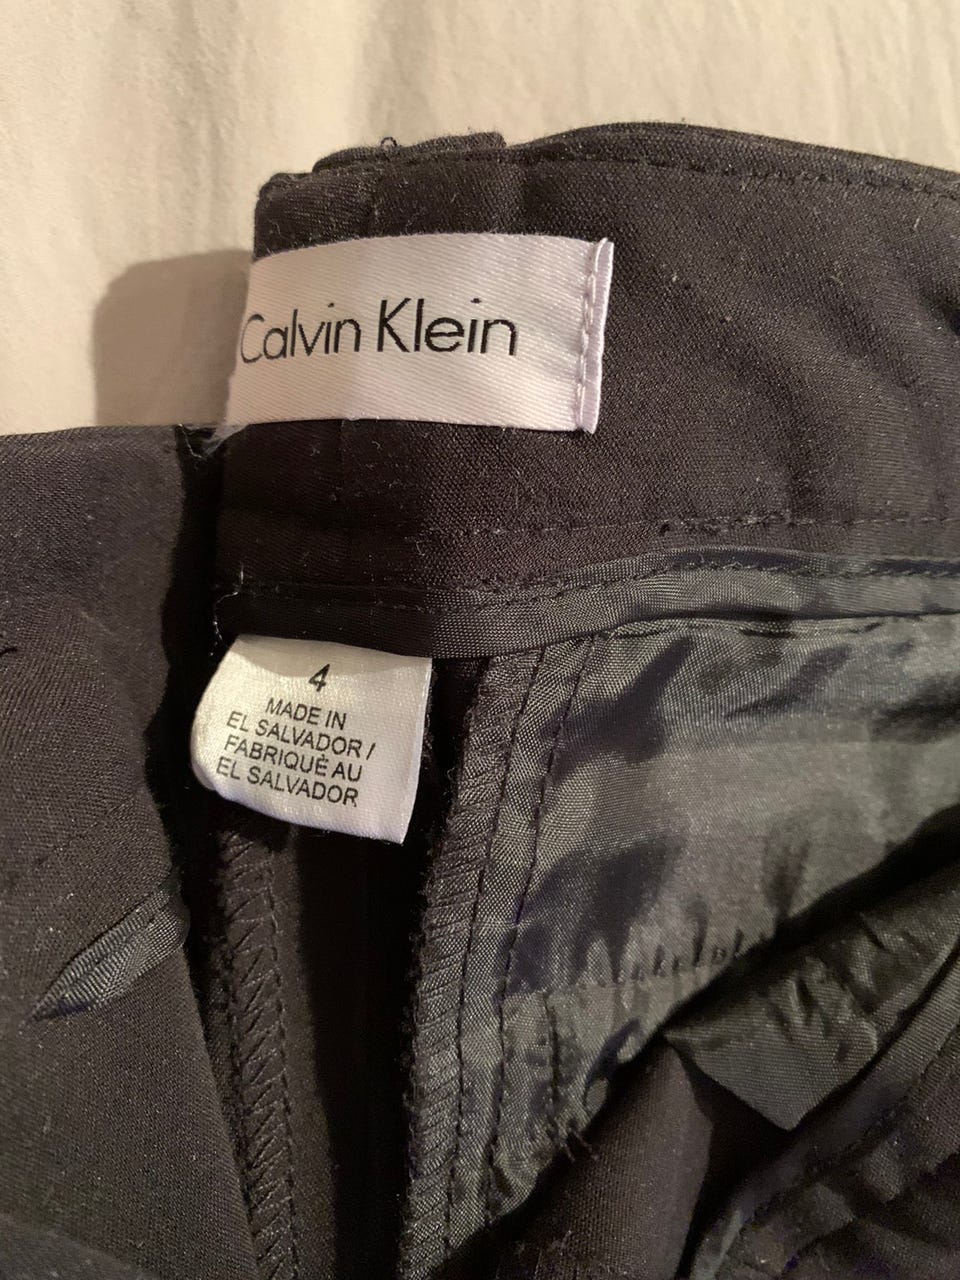 Calvin Klein
4
MADE IN
EL SALVADOR/
FABRIQUÉ AU
EL SALVADOR